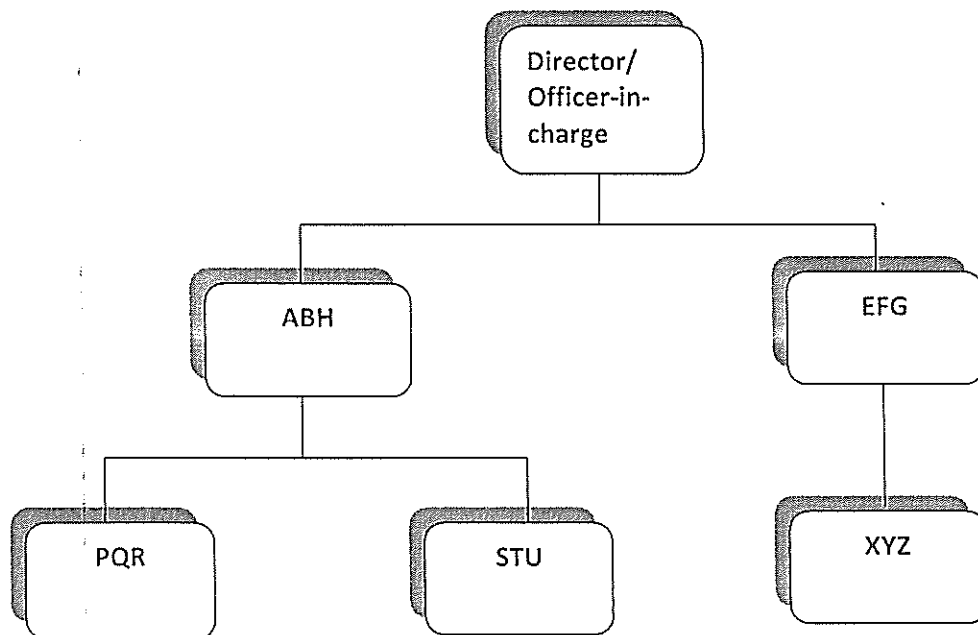 Director/
Officer-in-
charge
ABH
EFG
PQR
STU
XYZ